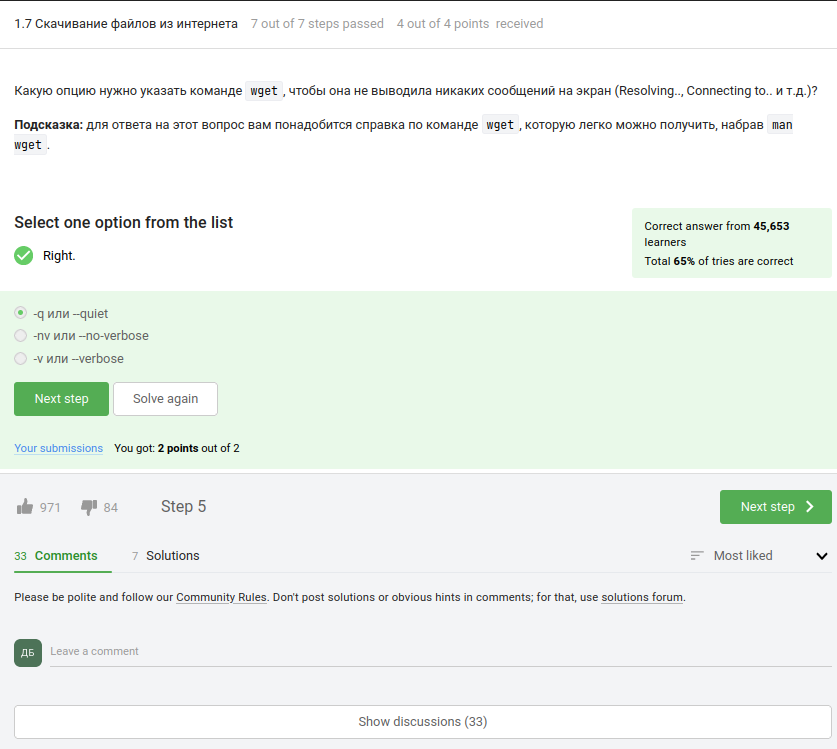 1.7 Скачивание файлов из интернета 7 out of 7 steps passed 4 out of 4 points received
Какую опцию нужно указать команде wget, чтобы она не выводила никаких сообщений на экран (Resolving.., Connecting to.. и т.д.)?
Подсказка: для ответа на этот вопрос вам понадобится справка по команде wget, которую легко можно получить, набрав man
wget.
Select one option from the list
Right.
Correct answer from 45,653
learners
Total 65% of tries are correct
-q или --quiet
-nv или --no-verbose
-v или --verbose
Next step Solve again
Your submissions You got: 2 points out of 2
971 84 Step 5 Next step
33 Comments 7 Solutions Most liked
Please be polite and follow our Community Rules. Don't post solutions or obvious hints in comments; for that, use solutions forum.
ДБ Leave a comment
Show discussions (33)